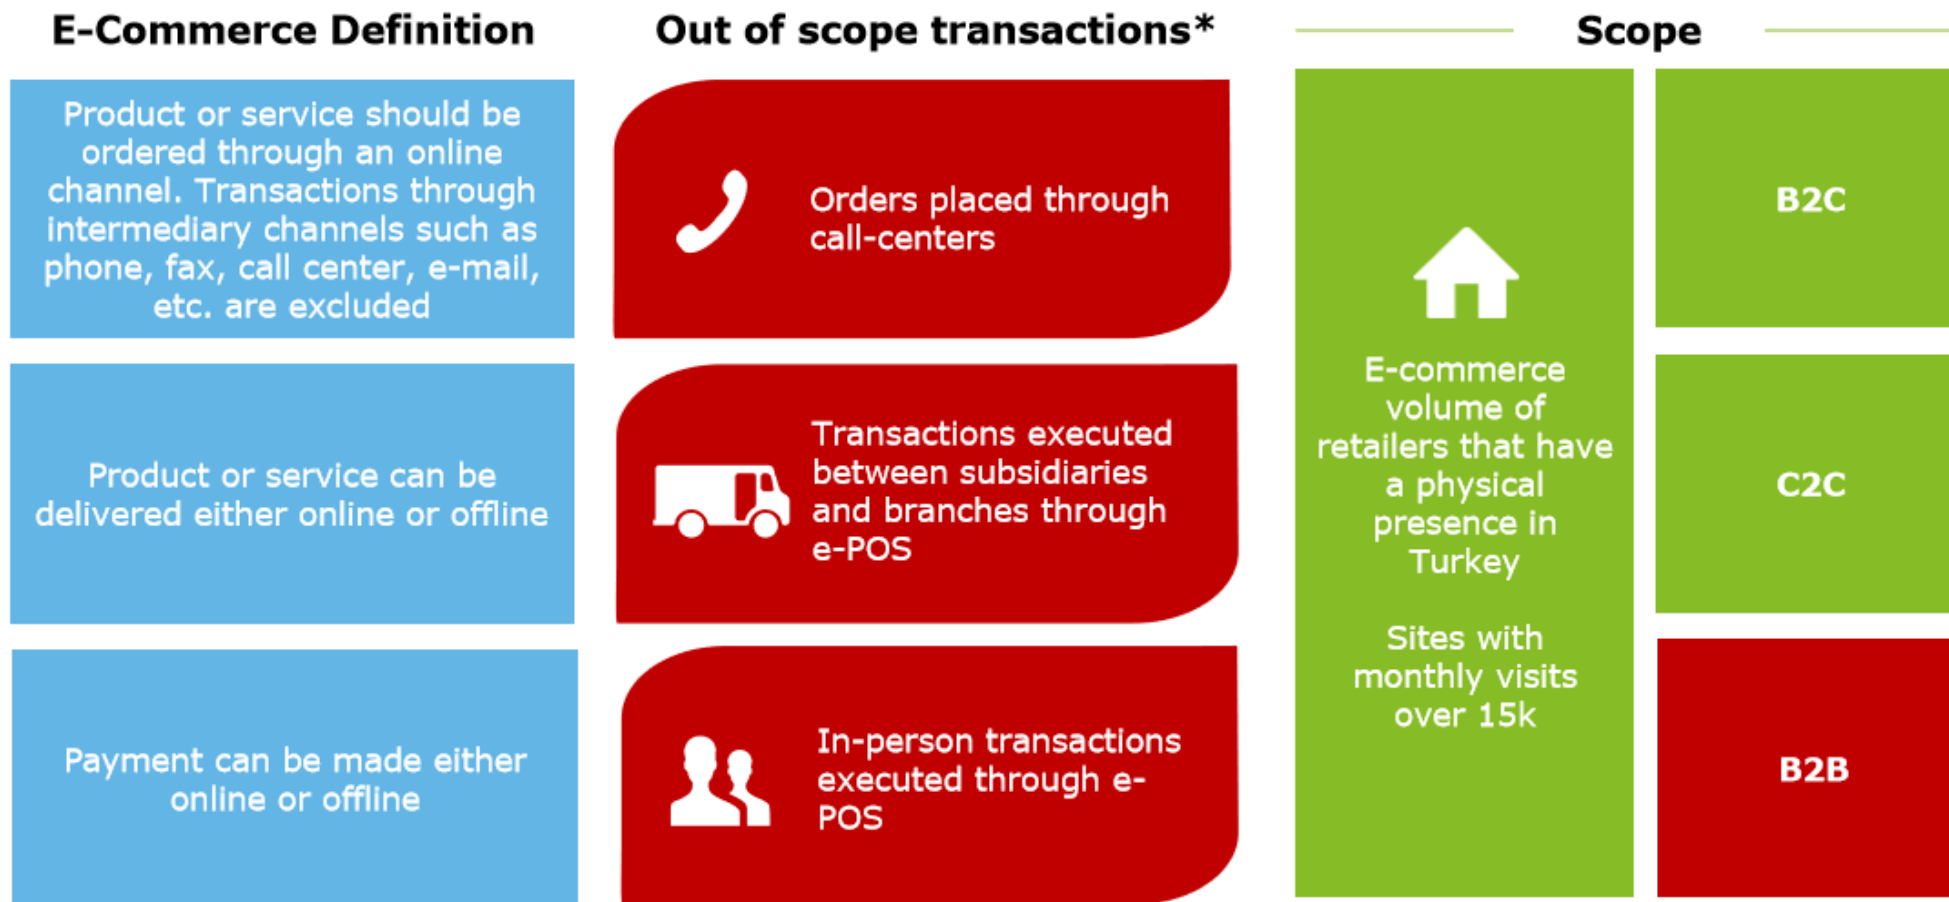 E-Commerce Definition
Product or service should be
ordered through an online
channel. Transactions through
intermediary channels such as
phone, fax, call center, e-mail,
etc. are excluded
Product or service can be
delivered either online or offline
Payment can be made either
online or offline
Out of scope transactions*
Orders placed through
call-centers
Transactions executed
between subsidiaries
and branches through
e-POS
In-person transactions
executed through e-
POS
Scope
E-commerce
volume of
retailers that have
a physical
presence in
Turkey
Sites with
monthly visits
over 15k
B2C
C2C
B2B